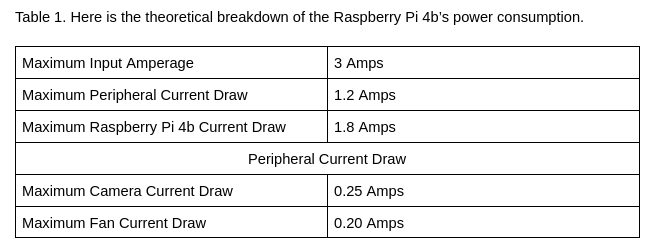 Table 1. Here is the theoretical breakdown of the Raspberry Pi 4b’s power consumption.
Maximum Input Amperage 3 Amps
Maximum Peripheral Current Draw 1.2 Amps
Maximum Raspberry Pi 4b Current Draw 1.8 Amps
Peripheral Current Draw
Maximum Camera Current Draw 0.25 Amps
Maximum Fan Current Draw 0.20 Amps